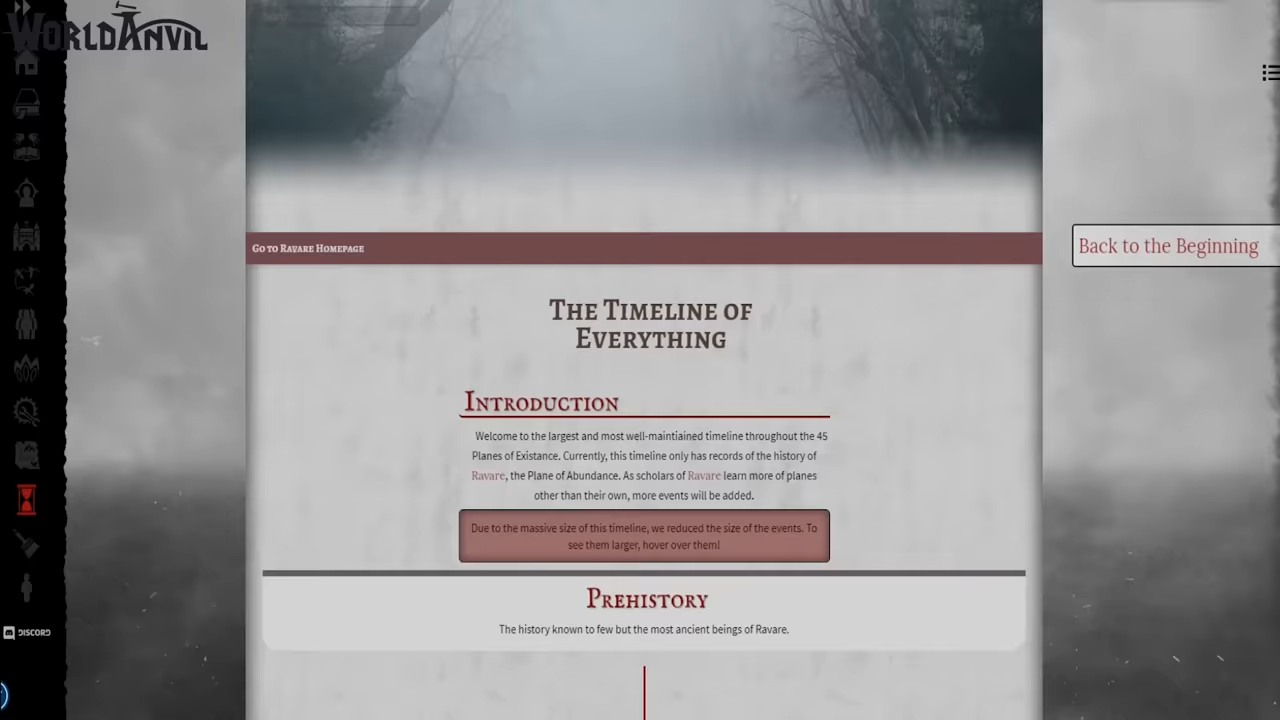 WORLDANVIL
GO TO RAVARE HOMEPAGE
Back to the Beginning
THE TIMELINE OF
EVERYTHING
INTRODUCTION
Welcome to the largest and most well-maintiained timeline throughout the 45
Planes of Existance. Currently, this timeline only has records of the history of
Ravare, the Plane of Abundance. As scholars of Ravare learn more of planes
other than their own, more events will be added.
Due to the massive size of this timeline, we reduced the size of the events. To
see them larger, hover over them!
PREHISTORY
The history known to few but the most ancient beings of Ravare.
DISCORD